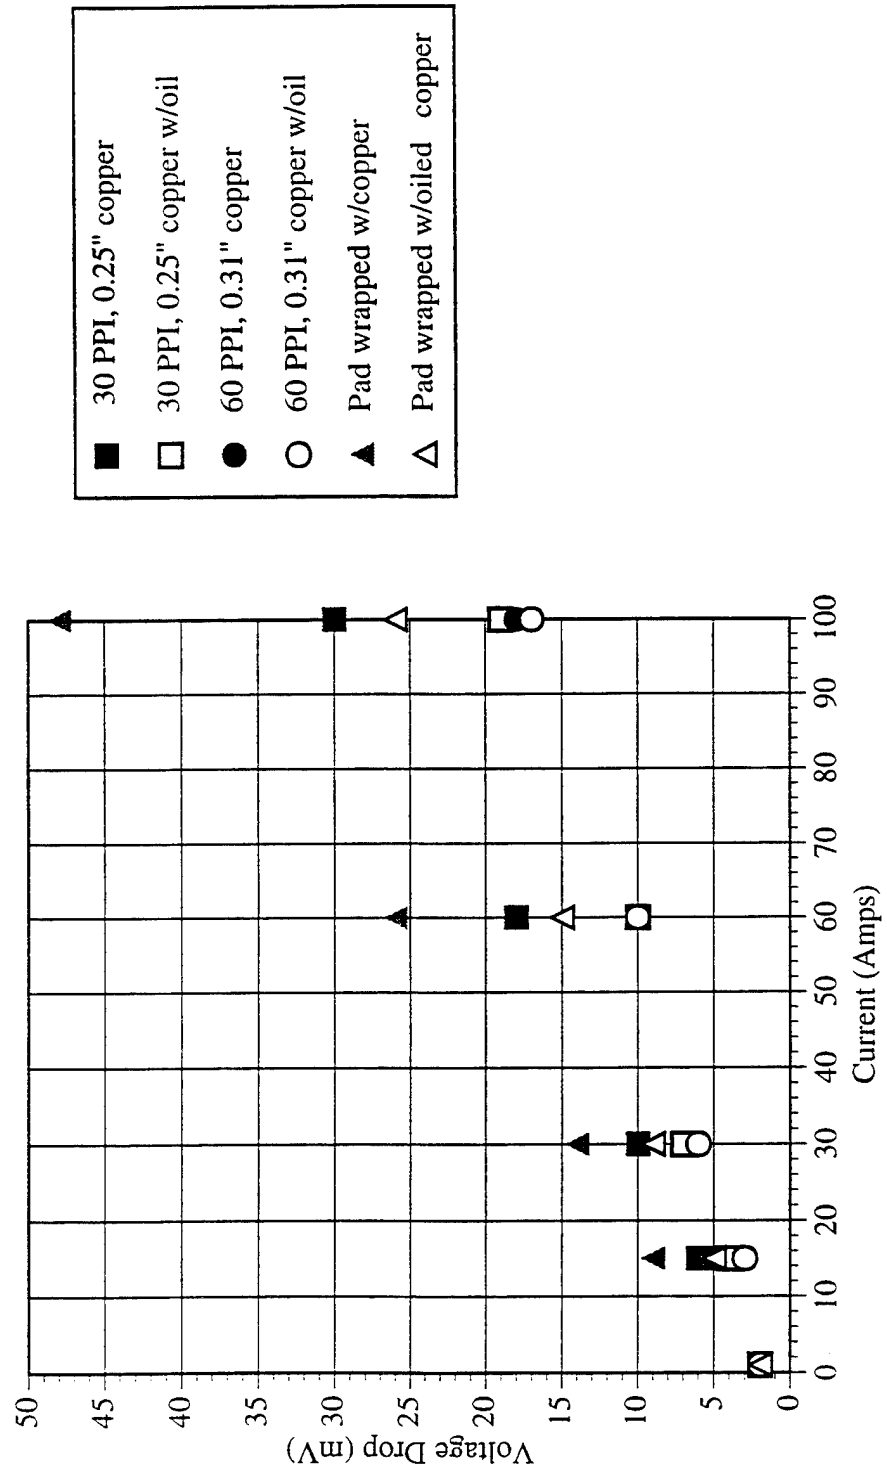 30 PPI, 0.25" copper
30 PPI, 0.25" copper w/oil
60 PPI, 0.31" copper
60 PPI, 0.31" copper w/oil
Pad wrapped w/copper
Pad wrapped w/oiled copper
50
45
40
35
30
25
20
15
10
5
0
Voltage Drop (mV)
0
10
20
30
40
50
60
70
80
90
100
Current (Amps)